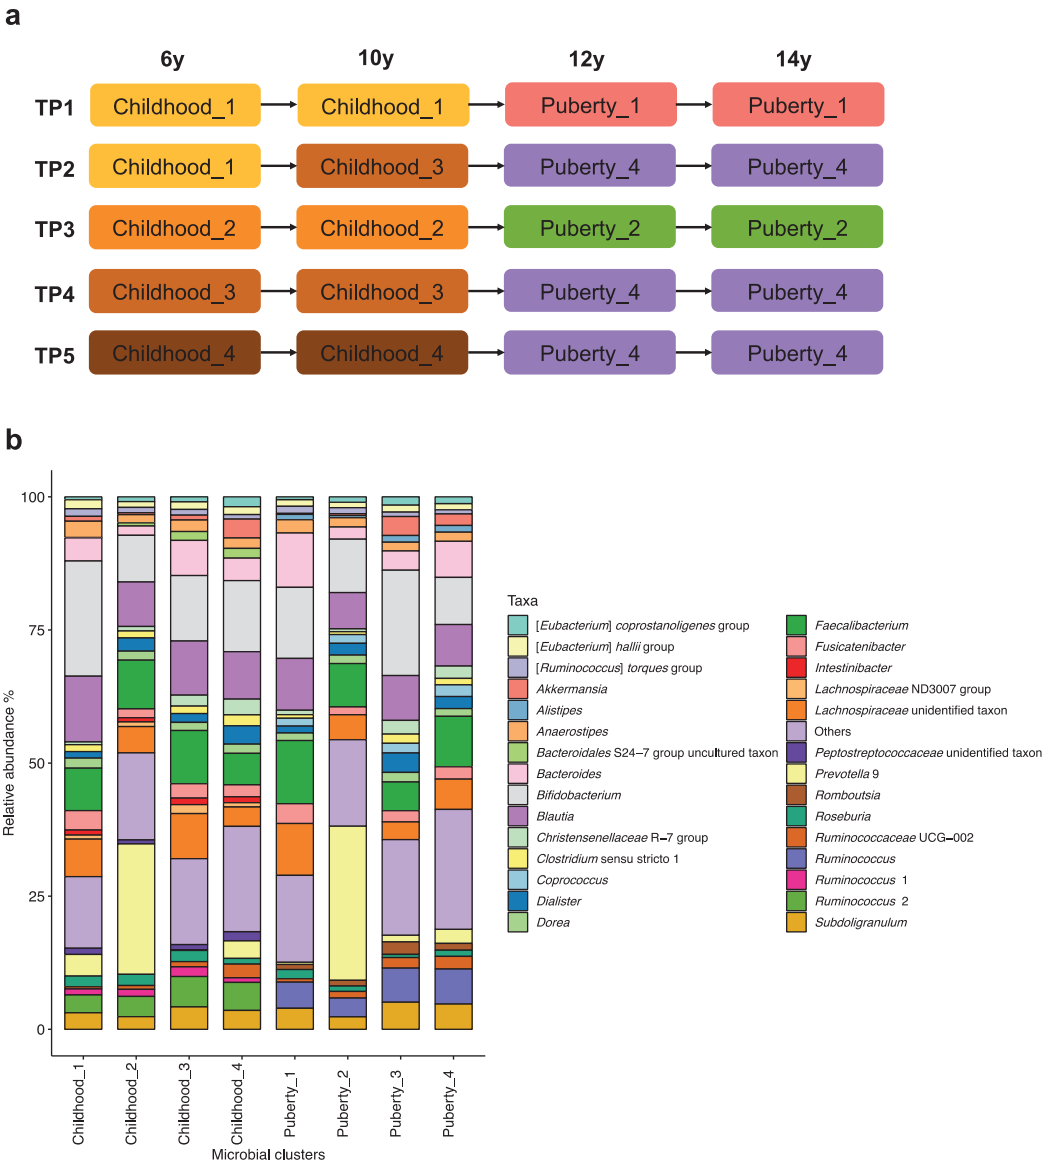 a
6y 10y 12y 14y
TP1 Childhood_1 Childhood_1 Puberty_1 Puberty_1
TP2 Childhood_1 Childhood_3 Puberty_4 Puberty_4
TP3 Childhood_2 Childhood_2 Puberty_2 Puberty_2
TP4 Childhood_3 Childhood_3 Puberty_4 Puberty_4
TP5 Childhood_4 Childhood_4 Puberty_4 Puberty_4
b
100
75
50
25
0
Relative abundance %
Childhood_1
Childhood_2
Childhood_3
Childhood_4
Puberty_1
Puberty_2
Puberty_3
Puberty_4
Microbial clusters
Taxa
[Eubacterium] coprostanoligenes group
[Eubacterium] hallii group
[Ruminococcus] torques group
Akkermansia
Alistipes
Anaerostipes
Bacteroidales S24−7 group uncultured taxon
Bacteroides
Bifidobacterium
Blautia
Christensenellaceae R−7 group
Clostridium sensu stricto 1
Coprococcus
Dialister
Dorea
Faecalibacterium
Fusicatenibacter
Intestinibacter
Lachnospiraceae ND3007 group
Lachnospiraceae unidentified taxon
Others
Peptostreptococcaceae unidentified taxon
Prevotella 9
Romboutsia
Roseburia
Ruminococcaceae UCG−002
Ruminococcus
Ruminococcus 1
Ruminococcus 2
Subdoligranulum